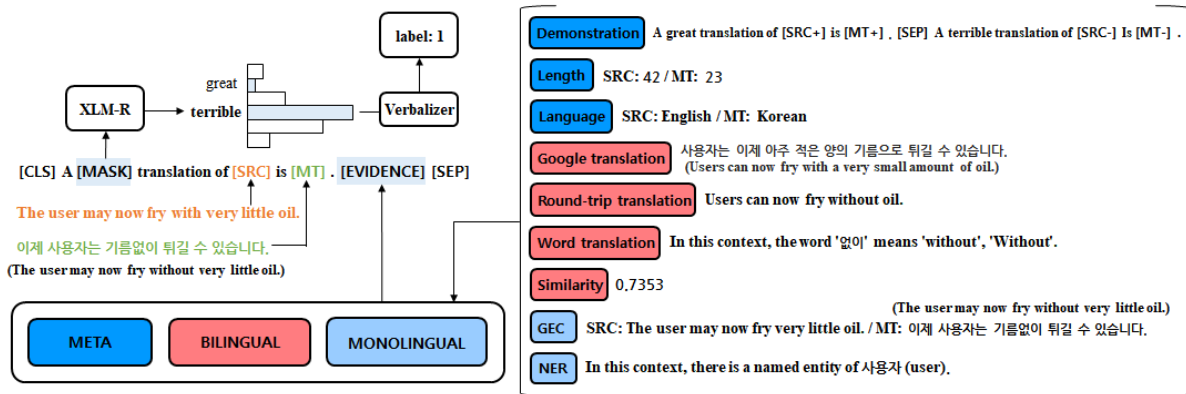 label: 1
great
terrible
XLM-R
Verbalizer
[CLS] A [MASK] translation of [SRC] is [MT] . [EVIDENCE] [SEP]
The user may now fry with very little oil.
이제 사용자는 기름없이 튀길 수 있습니다.
(The user may now fry without very little oil.)
META
BILINGUAL
MONOLINGUAL
Demonstration A great translation of [SRC+] is [MT+] . [SEP] A terrible translation of [SRC-] Is [MT-] .
Length SRC: 42 / MT: 23
Language SRC: English / MT: Korean
Google translation 사용자는 이제 아주 적은 양의 기름으로 튀길 수 있습니다.
(Users can now fry with a very small amount of oil.)
Round-trip translation Users can now fry without oil.
Word translation In this context, the word '없이' means 'without', 'Without'.
Similarity 0.7353
(The user may now fry without very little oil.)
GEC SRC: The user may now fry very little oil. / MT: 이제 사용자는 기름없이 튀길 수 있습니다.
NER In this context, there is a named entity of 사용자 (user).